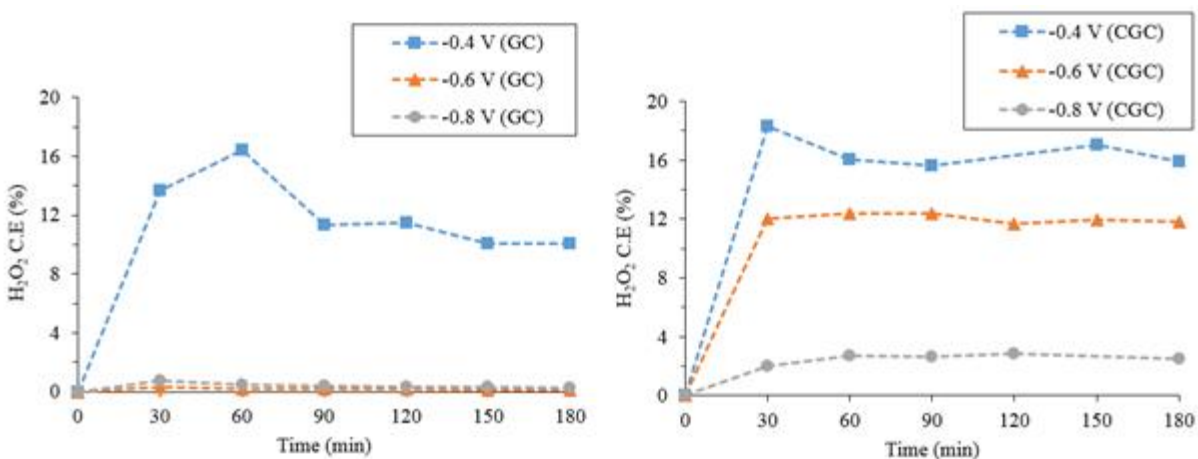 -0.4 V (GC)
-0.6 V (GC)
-0.8 V (GC)
20
16
12
8
4
0
H₂O₂ C.E (%)
0 30 60 90 120 150 180
Time (min)
-0.4 V (CGC)
-0.6 V (CGC)
-0.8 V (CGC)
20
16
12
8
4
0
H₂O₂ C.E (%)
0 30 60 90 120 150 180
Time (min)